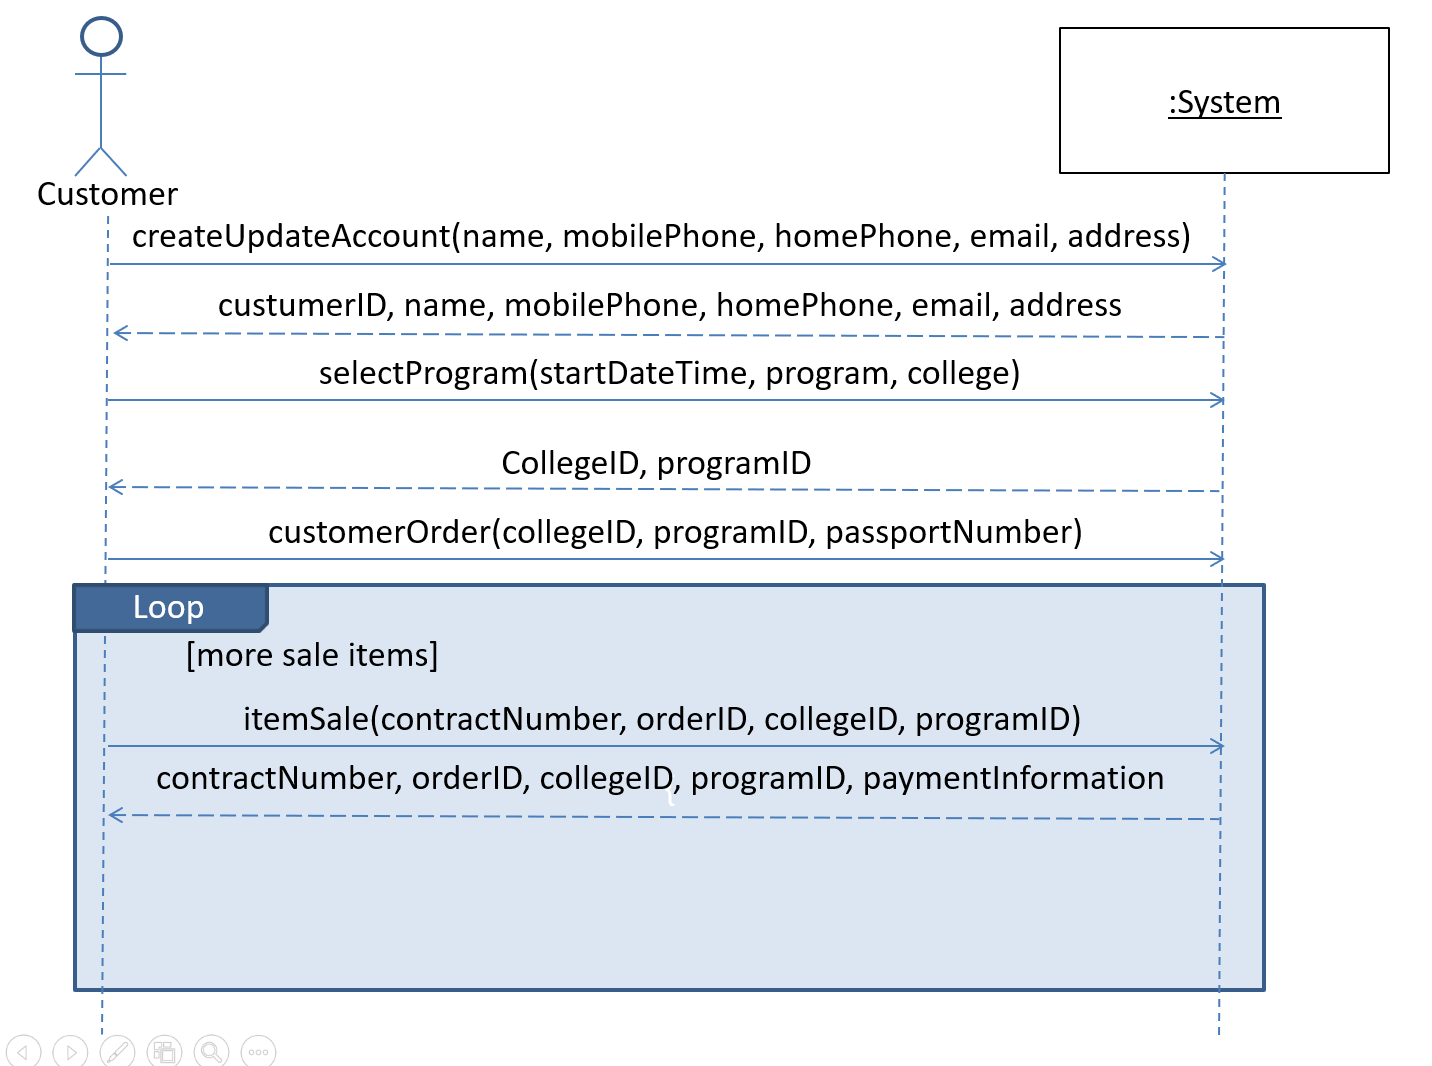 :System
Customer
createUpdateAccount(name, mobilePhone, homePhone, email, address)
custumerID, name, mobilePhone, homePhone, email, address
selectProgram(startDateTime, program, college)
CollegeID, programID
customerOrder(collegeID, programID, passportNumber)
Loop
[more sale items]
itemSale(contractNumber, orderID, collegeID, programID)
contractNumber, orderID, collegeID, programID, paymentInformation